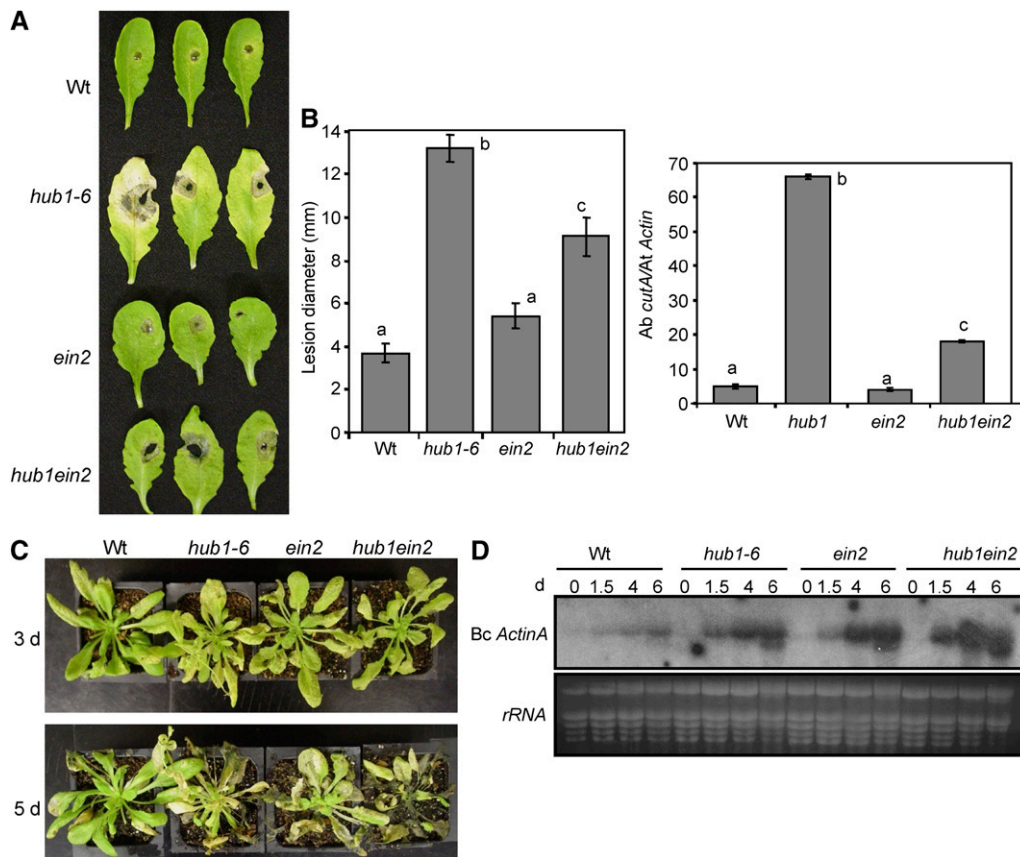 A
Wt
hub1-6
ein2
hub1ein2
B
14
12
10
8
6
4
2
0
Lesion diameter (mm)
a
b
a
c
Wt
hub1-6
ein2
hub1ein2
70
60
50
40
30
20
10
0
Ab cutA/At Actin
a
b
a
c
Wt
hub1
ein2
hub1ein2
C
Wt hub1-6 ein2 hub1ein2
3 d
5 d
D
Wt hub1-6 ein2 hub1ein2
d 0 1.5 4 6 0 1.5 4 6 0 1.5 4 6 0 1.5 4 6
Bc ActinA
rRNA